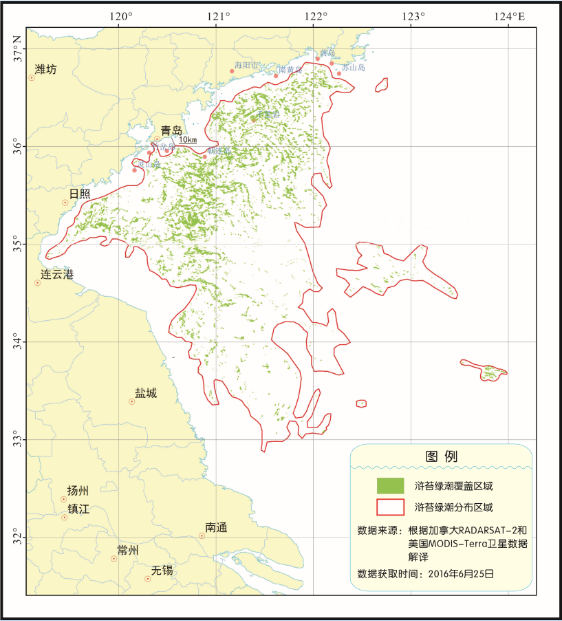 120° 121° 122° 123° 124°E
37°N
潍坊
海阳市
南黄岛
苏山岛
36°
青岛
10km
日照
35°
连云港
34°
盐城
33°
扬州
镇江
南通
32°
常州
无锡
图 例
浒苔绿潮覆盖区域
浒苔绿潮分布区域
数据来源：根据加拿大RADARSAT-2和
美国MODIS-Terra卫星数据
解译
数据获取时间：2016年6月25日